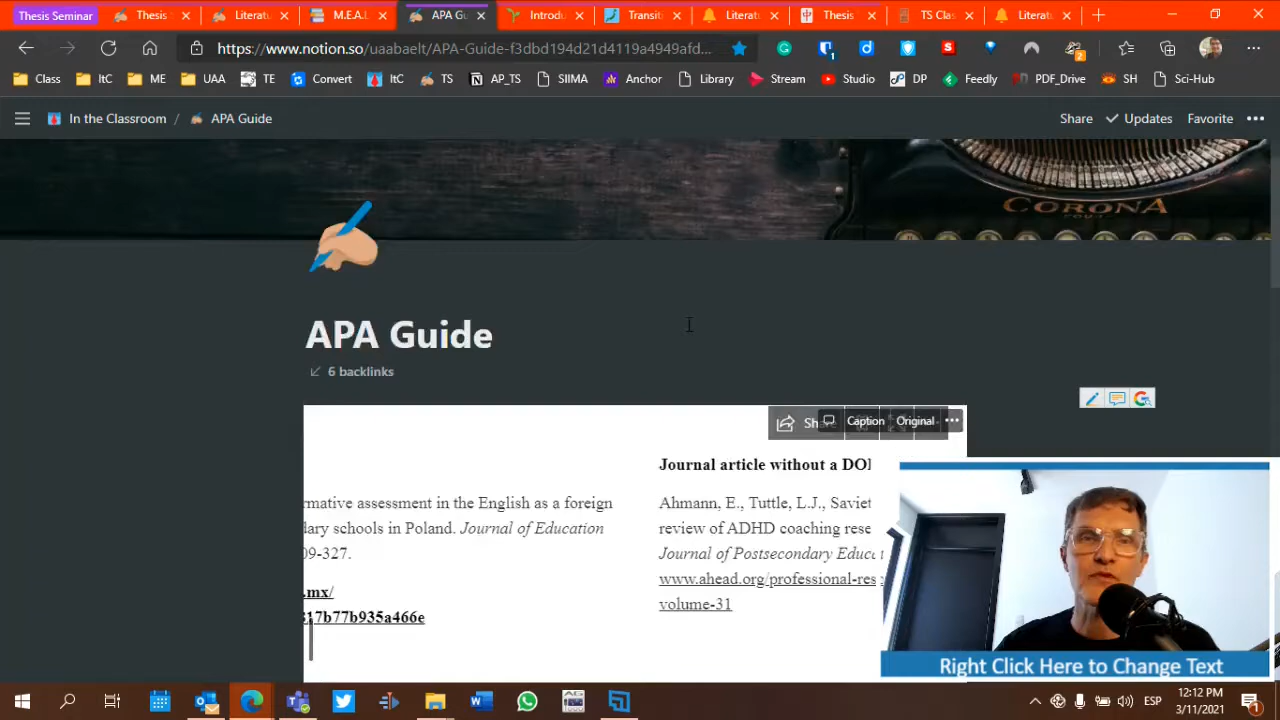 Thesis Seminar
Thesis
Literatu
M.E.A.L
APA Gu
Introdu
Transiti
Literatu
Thesis
TS Clas
Literatu
https://www.notion.so/uaabaelt/APA-Guide-f3dbd194d21d4119a4949afd...
Class
ItC
ME
UAA
TE
Convert
ItC
TS
AP_TS
SIIMA
Anchor
Library
Stream
Studio
DP
Feedly
PDF_Drive
SH
Sci-Hub
In the Classroom / APA Guide
Share
Updates
Favorite
CORONA
APA Guide
6 backlinks
Caption
Original
Journal article without a DOI
rmative assessment in the English as a foreign
dary schools in Poland. Journal of Education
09-327.
.mx/
317b77b935a466e
Ahmann, E., Tuttle, L.J., Saviet
review of ADHD coaching rese
Journal of Postsecondary Educa
www.ahead.org/professional-res
volume-31
Right Click Here to Change Text
ESP
12:12 PM
3/11/2021